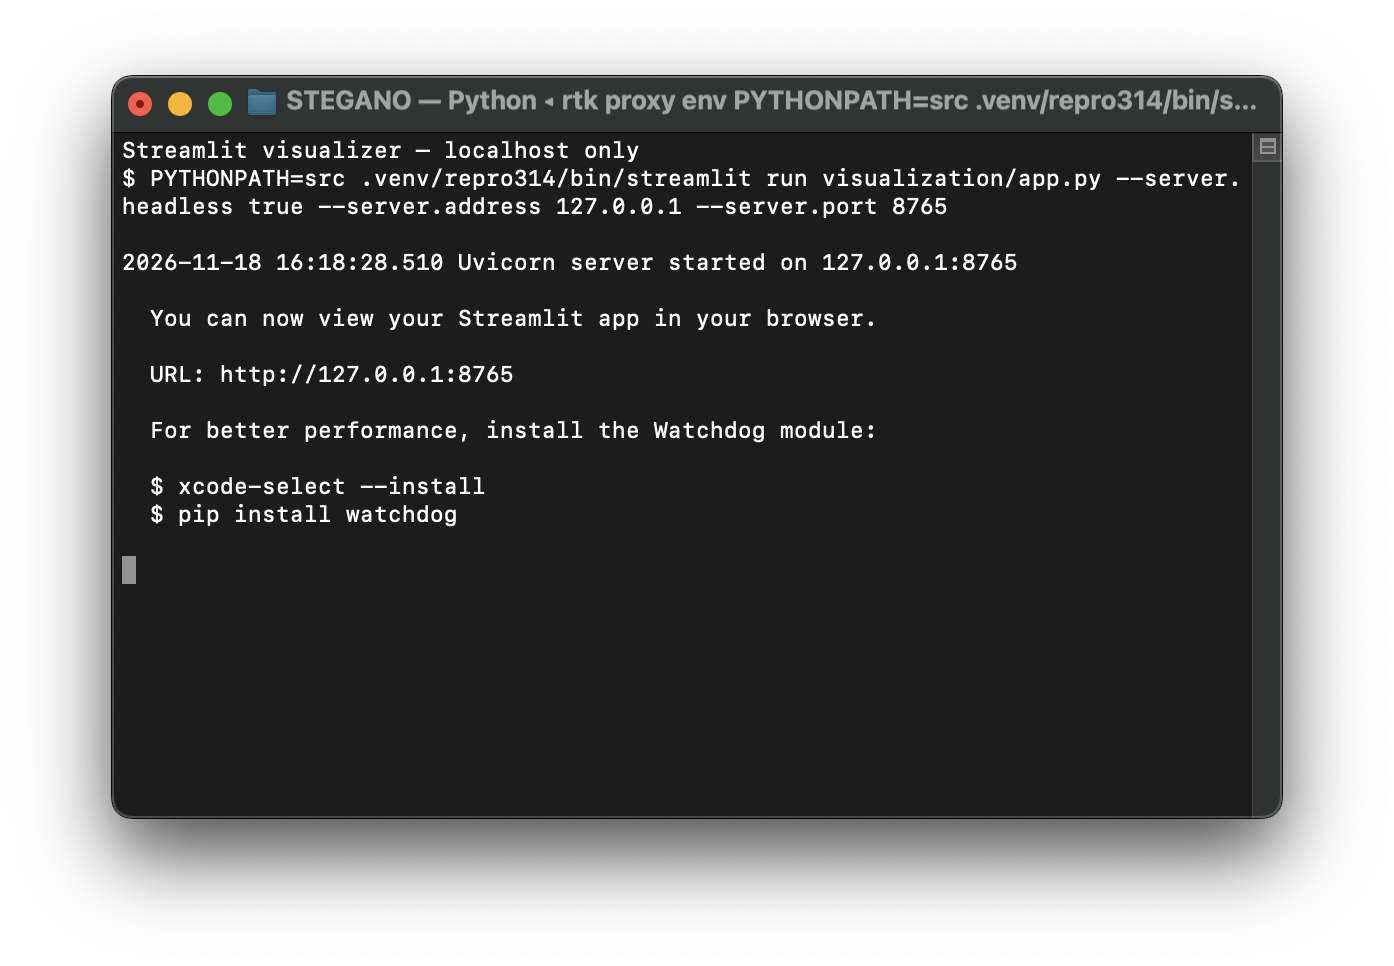 STEGANO — Python ◂ rtk proxy env PYTHONPATH=src .venv/repro314/bin/s...
Streamlit visualizer — localhost only
$ PYTHONPATH=src .venv/repro314/bin/streamlit run visualization/app.py --server.
headless true --server.address 127.0.0.1 --server.port 8765
2026-11-18 16:18:28.510 Uvicorn server started on 127.0.0.1:8765
You can now view your Streamlit app in your browser.
URL: http://127.0.0.1:8765
For better performance, install the Watchdog module:
$ xcode-select --install
$ pip install watchdog